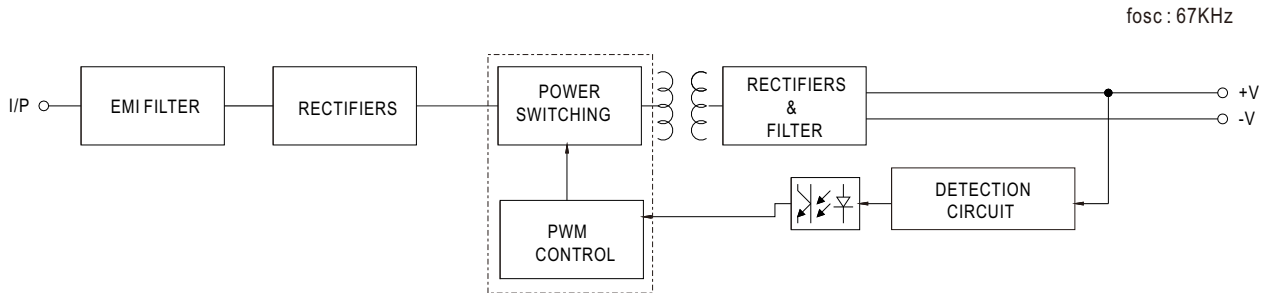 fosc : 67KHz
I/P
EMI FILTER
RECTIFIERS
POWER
SWITCHING
RECTIFIERS
&
FILTER
+V
-V
DETECTION
CIRCUIT
PWM
CONTROL